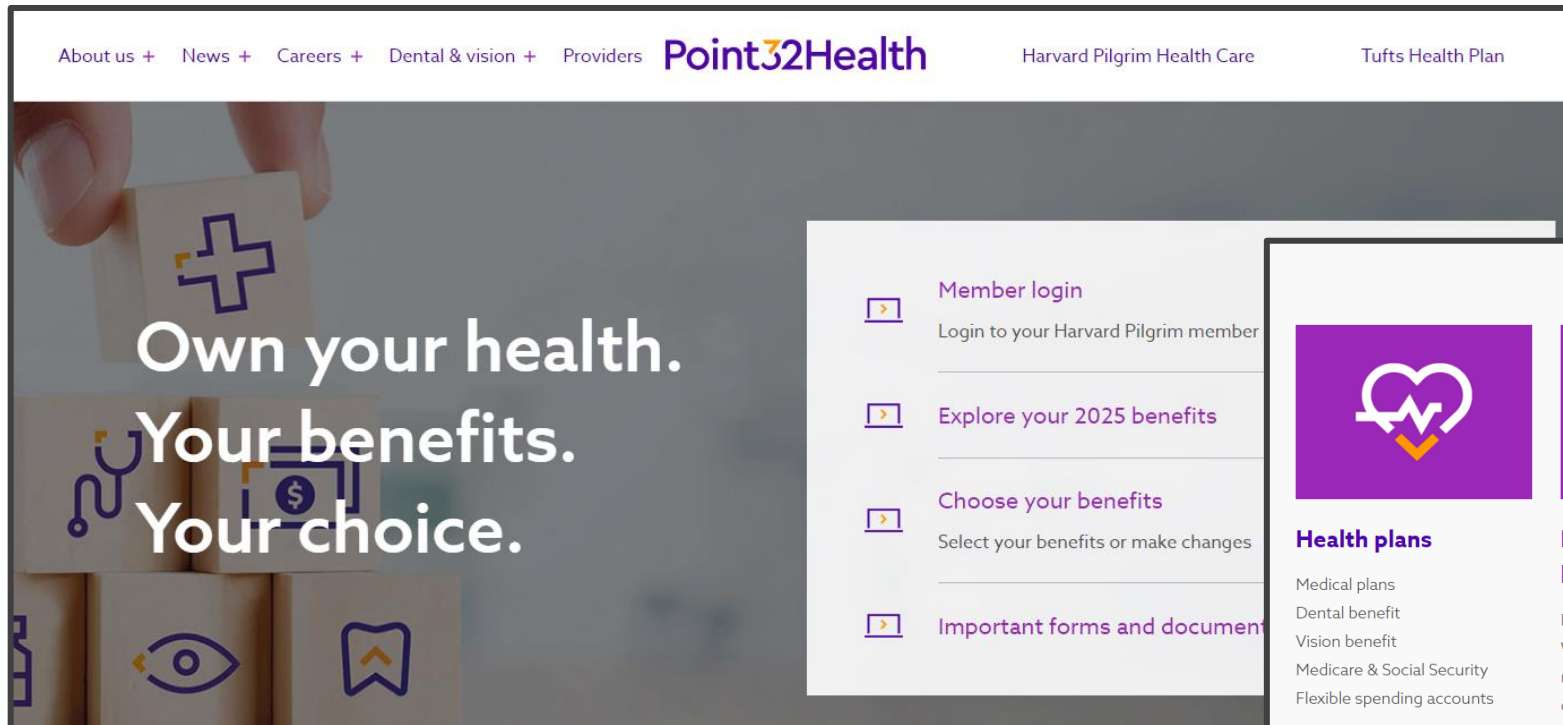 About us + News + Careers + Dental & vision + Providers Point32Health Harvard Pilgrim Health Care Tufts Health Plan
Own your health.
Your benefits.
Your choice.
Member login
Login to your Harvard Pilgrim member
Explore your 2025 benefits
Choose your benefits
Select your benefits or make changes
Important forms and document
Health plans
Medical plans
Dental benefit
Vision benefit
Medicare & Social Security
Flexible spending accounts